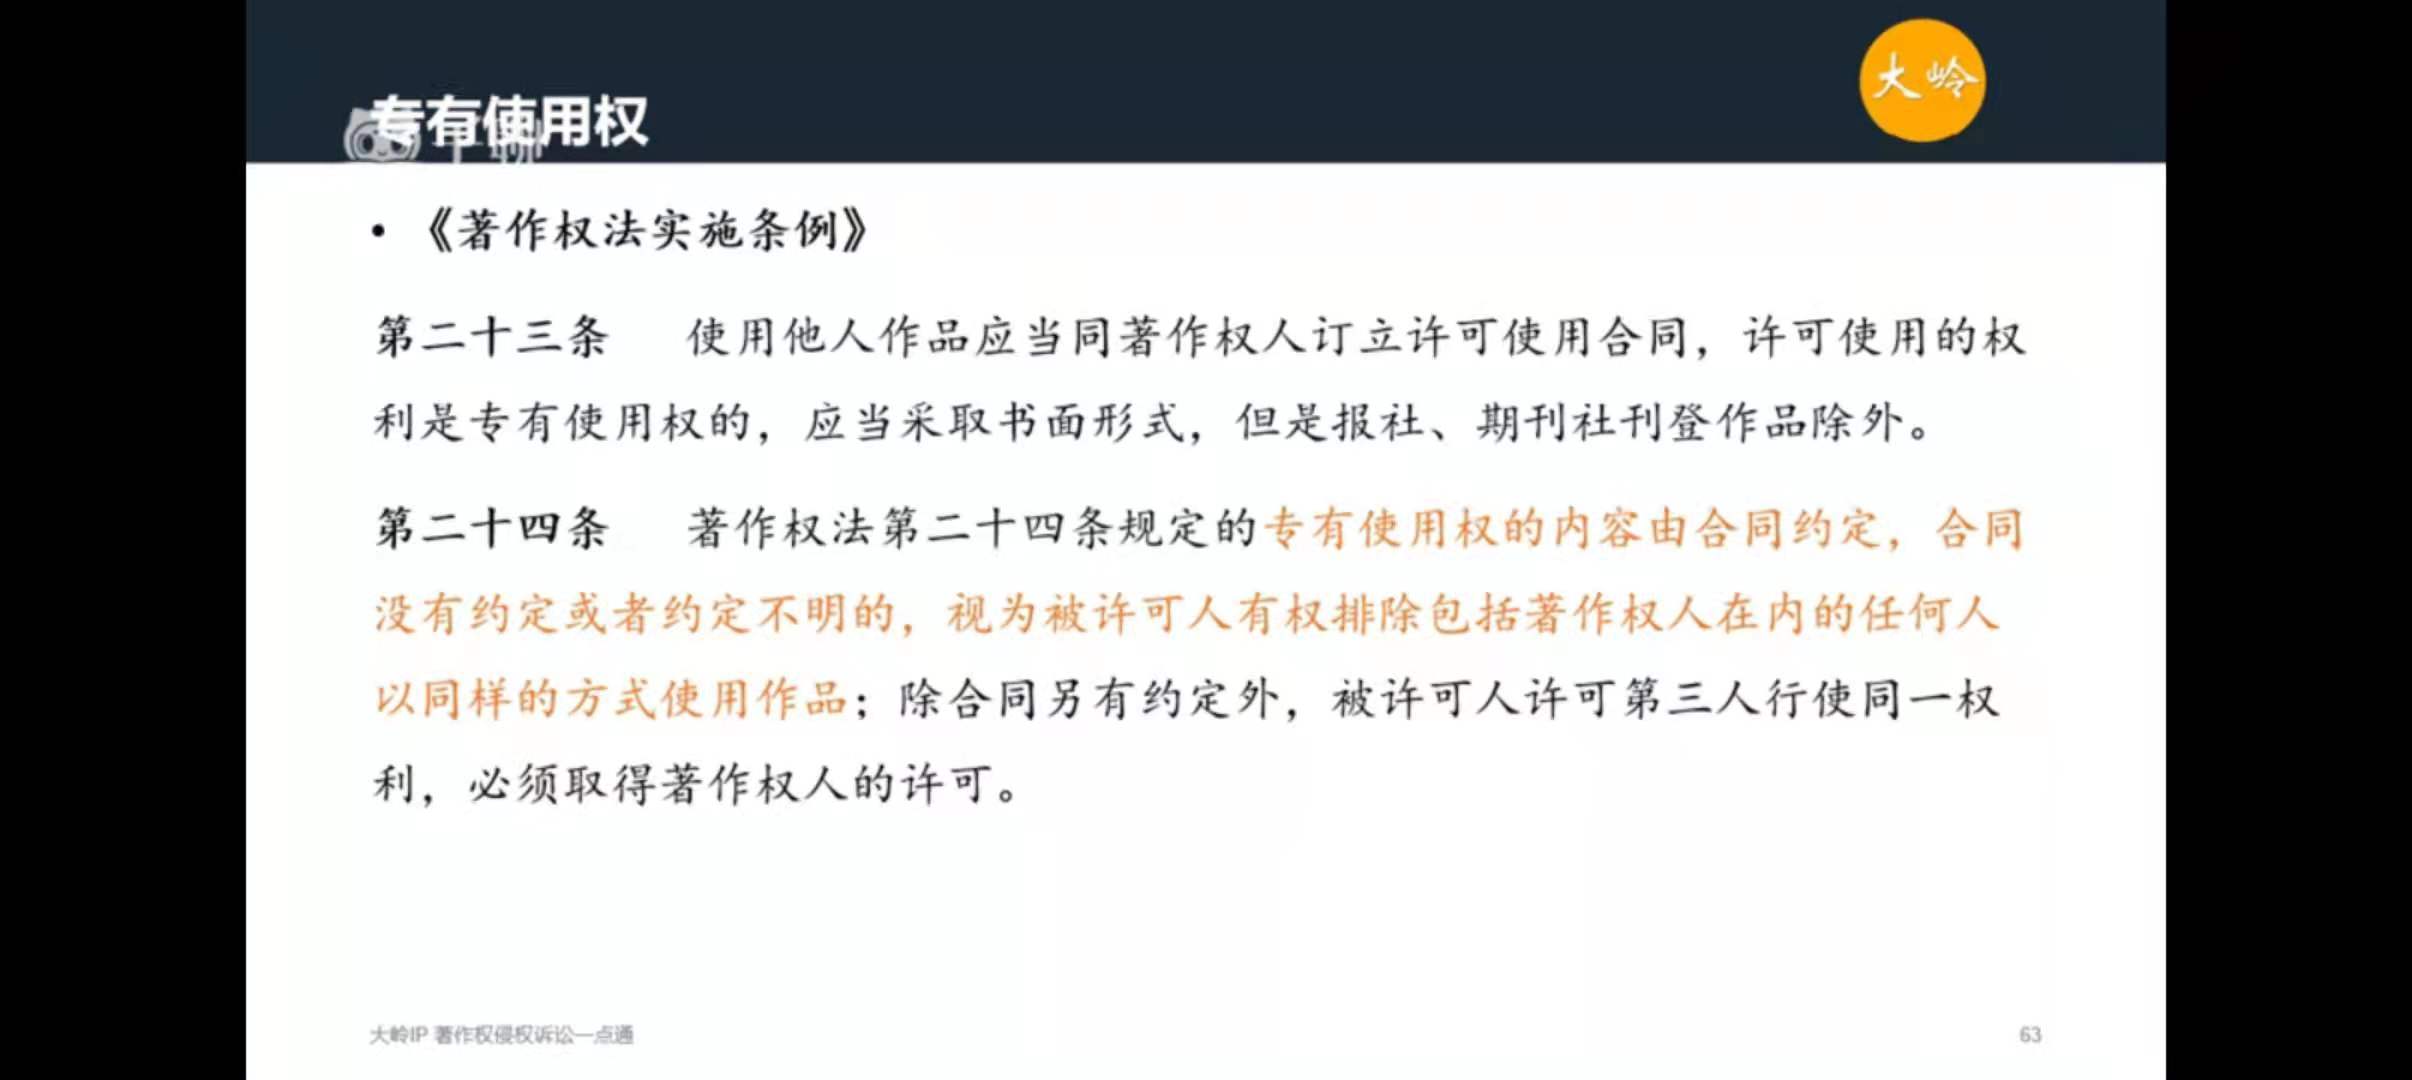 专有使用权
大岭
• 《著作权法实施条例》
第二十三条 使用他人作品应当同著作权人订立许可使用合同，许可使用的权
利是专有使用权的，应当采取书面形式，但是报社、期刊社刊登作品除外。
第二十四条 著作权法第二十四条规定的专有使用权的内容由合同约定，合同
没有约定或者约定不明的，视为被许可人有权排除包括著作权人在内的任何人
以同样的方式使用作品；除合同另有约定外，被许可人许可第三人行使同一权
利，必须取得著作权人的许可。
大岭IP 著作权侵权诉讼一点通
63